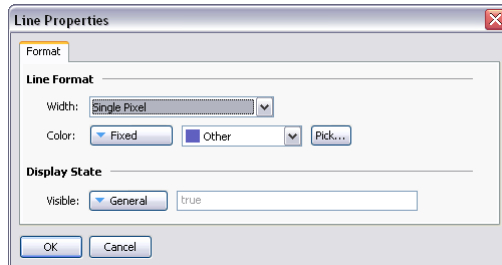 Line Properties
Format
Line Format
Width: Single Pixel
Color: Fixed Other Pick...
Display State
Visible: General true
OK Cancel